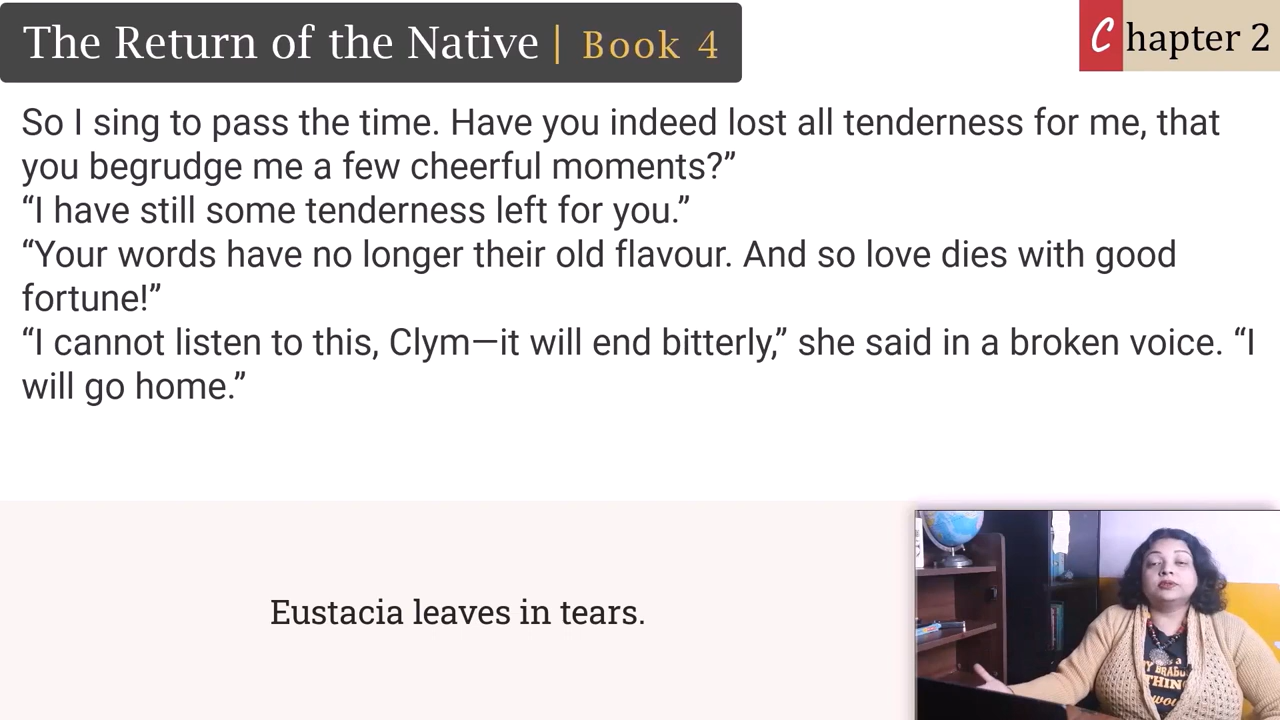 The Return of the Native | Book 4
Chapter 2
So I sing to pass the time. Have you indeed lost all tenderness for me, that
you begrudge me a few cheerful moments?”
“I have still some tenderness left for you.”
“Your words have no longer their old flavour. And so love dies with good
fortune!”
“I cannot listen to this, Clym—it will end bitterly,” she said in a broken voice. “I
will go home.”
Eustacia leaves in tears.